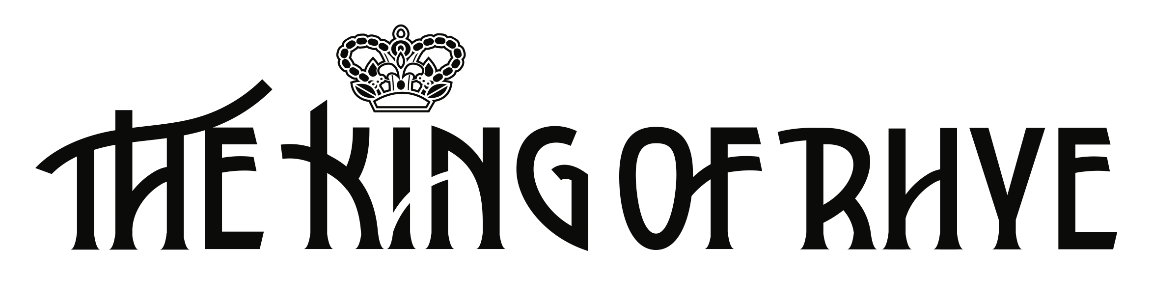 THE KING OF RHYE